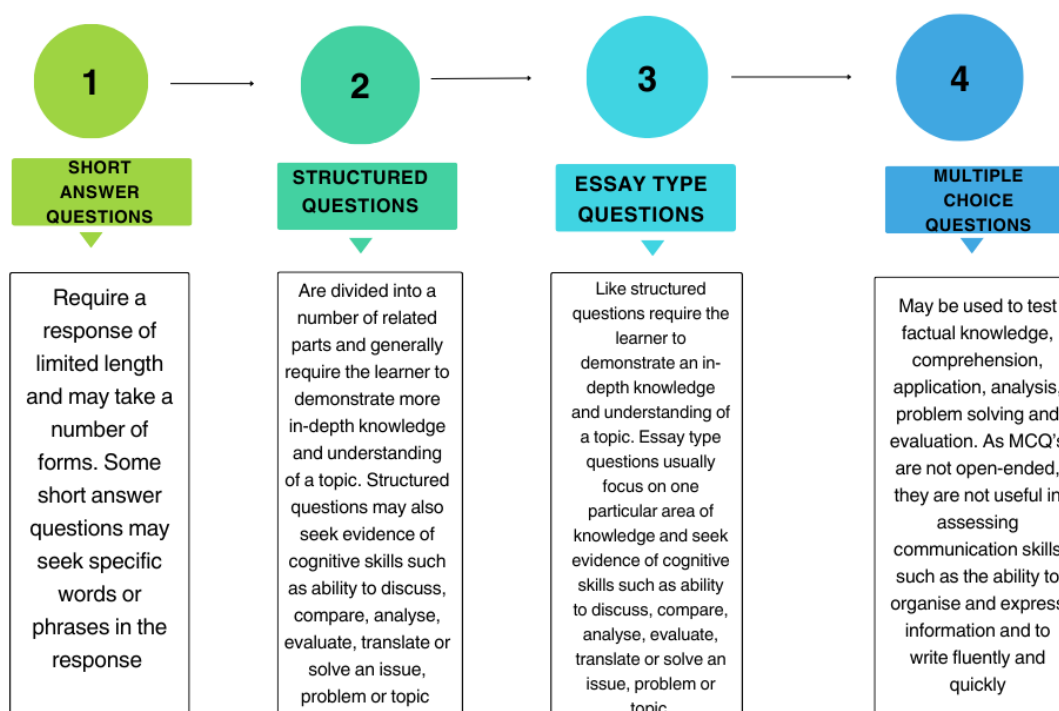 1
SHORT
ANSWER
QUESTIONS
Require a
response of
limited length
and may take a
number of
forms. Some
short answer
questions may
seek specific
words or
phrases in the
response
2
STRUCTURED
QUESTIONS
Are divided into a
number of related
parts and generally
require the learner to
demonstrate more
in-depth knowledge
and understanding
of a topic. Structured
questions may also
seek evidence of
cognitive skills such
as ability to discuss,
compare, analyse,
evaluate, translate or
solve an issue,
problem or topic
3
ESSAY TYPE
QUESTIONS
Like structured
questions require the
learner to
demonstrate an in-
depth knowledge
and understanding of
a topic. Essay type
questions usually
focus on one
particular area of
knowledge and seek
evidence of cognitive
skills such as ability
to discuss, compare,
analyse, evaluate,
translate or solve an
issue, problem or
topic
4
MULTIPLE
CHOICE
QUESTIONS
May be used to test
factual knowledge,
comprehension,
application, analysis,
problem solving and
evaluation. As MCQ's
are not open-ended,
they are not useful in
assessing
communication skills
such as the ability to
organise and express
information and to
write fluently and
quickly